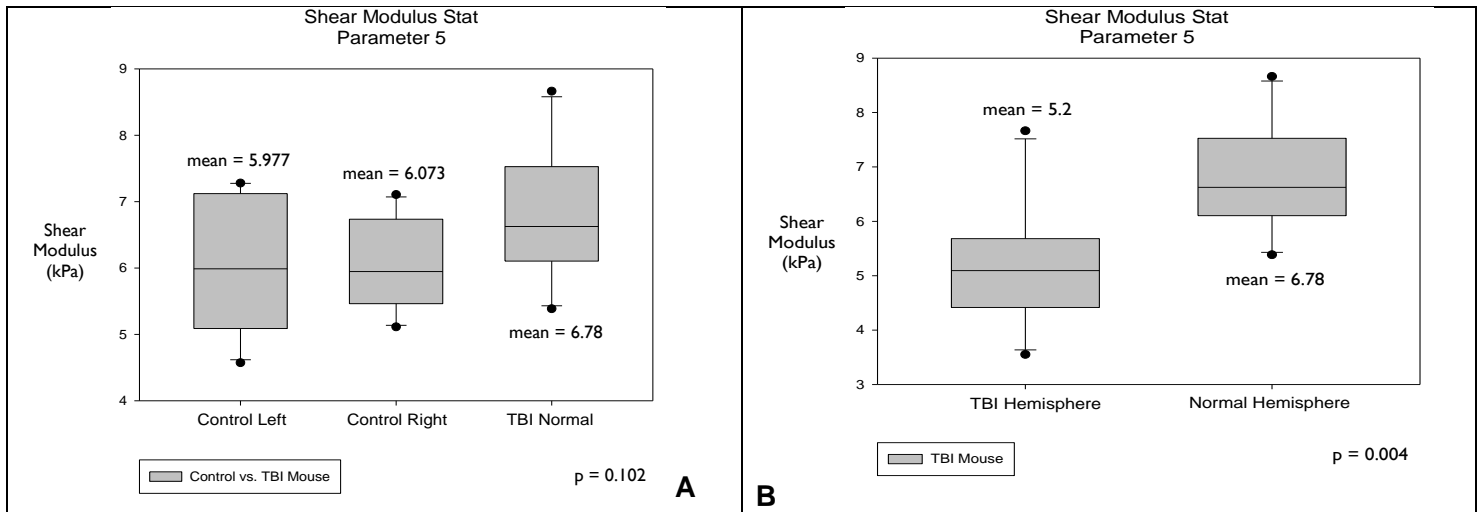 Shear Modulus Stat
Parameter 5
9
8
7
6
5
4
Shear
Modulus
(kPa)
mean = 5.977
mean = 6.073
mean = 6.78
Control Left
Control Right
TBI Normal
Control vs. TBI Mouse
p = 0.102
A
Shear Modulus Stat
Parameter 5
9
8
7
6
5
4
3
Shear
Modulus
(kPa)
mean = 5.2
mean = 6.78
TBI Hemisphere
Normal Hemisphere
TBI Mouse
p = 0.004
B